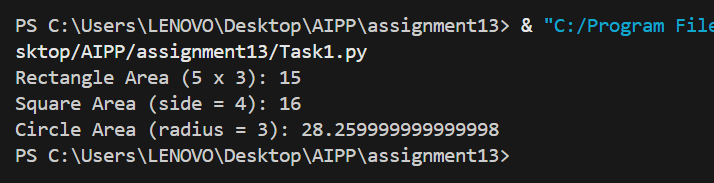 PS C:\Users\LENOVO\Desktop\AIPP\assignment13> & "C:/Program File
sktop/AIPP/assignment13/Task1.py
Rectangle Area (5 x 3): 15
Square Area (side = 4): 16
Circle Area (radius = 3): 28.259999999999998
PS C:\Users\LENOVO\Desktop\AIPP\assignment13>